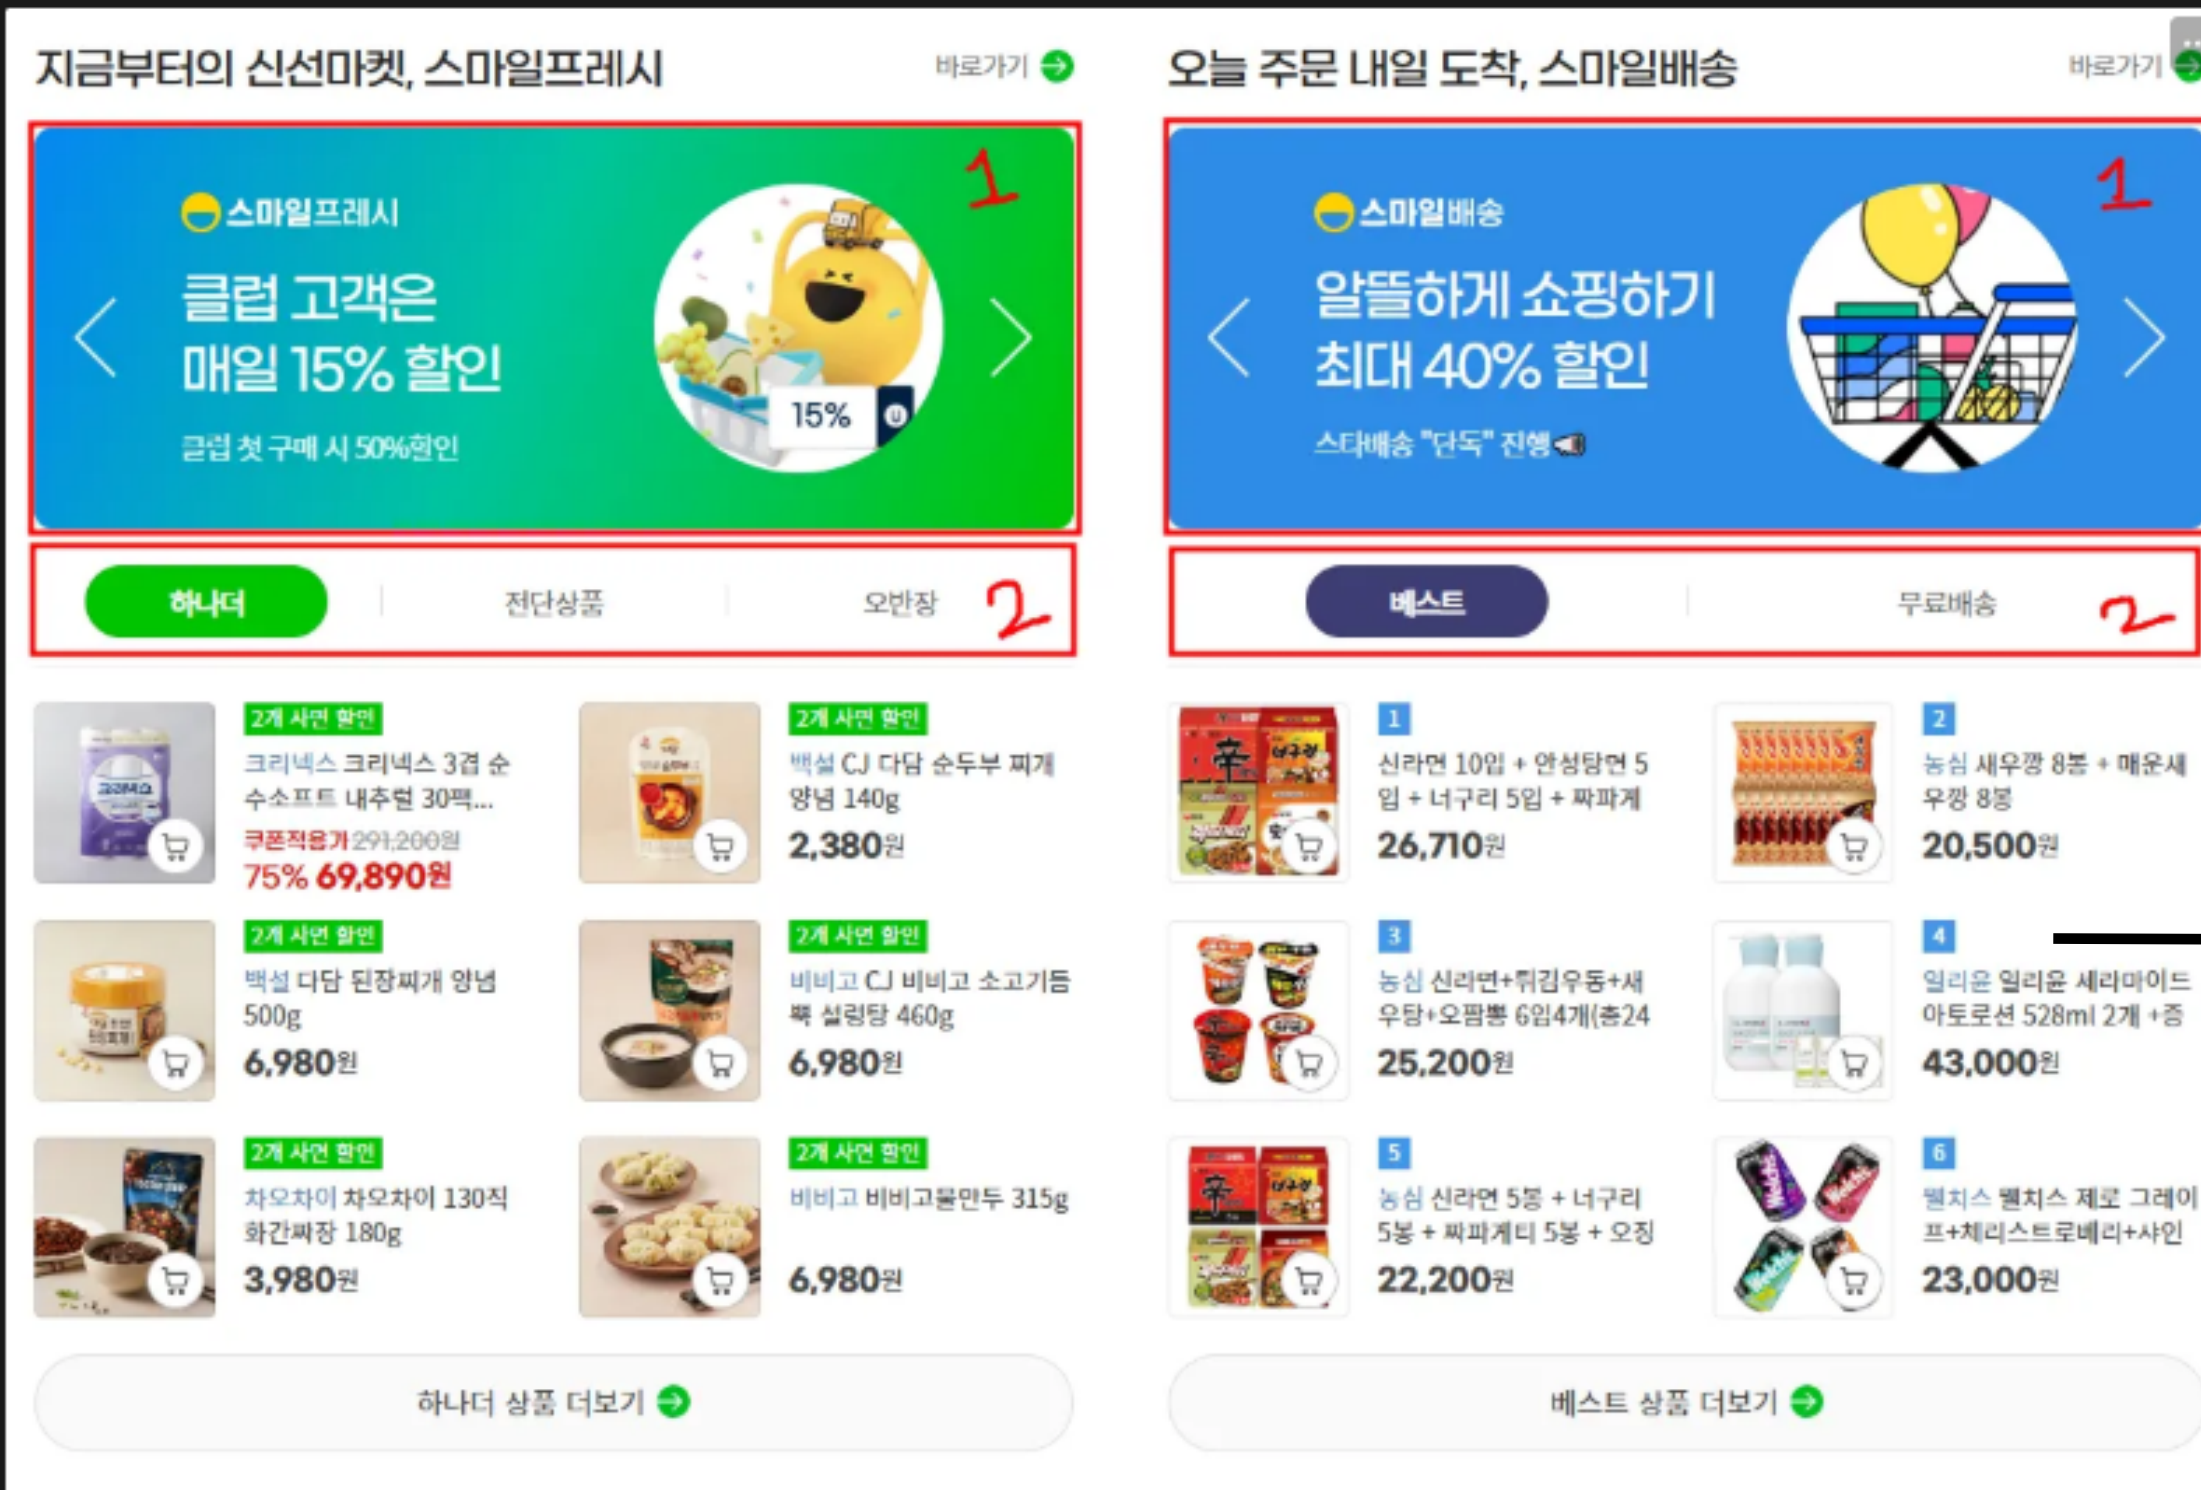 지금부터의 신선마켓, 스마일프레시
바로가기
1
스마일프레시
클럽 고객은
매일 15% 할인
클럽 첫 구매 시 50%할인
15%
U
하나더
전단상품
오반장
2
2개 사면 할인
크리넥스 크리넥스 3겹 순
수소프트 내추럴 30팩...
쿠폰적용가 291,200원
75% 69,890원
2개 사면 할인
백설 CJ 다담 순두부 찌개
양념 140g
2,380원
2개 사면 할인
백설 다담 된장찌개 양념
500g
6,980원
2개 사면 할인
비비고 CJ 비비고 소고기듬
뿍 설렁탕 460g
6,980원
2개 사면 할인
차오차이 차오차이 130직
화간짜장 180g
3,980원
2개 사면 할인
비비고 비비고물만두 315g
6,980원
하나더 상품 더보기
오늘 주문 내일 도착, 스마일배송
바로가기
1
스마일배송
알뜰하게 쇼핑하기
최대 40% 할인
스타배송 "단독" 진행
베스트
무료배송
2
1
신라면 10입 + 안성탕면 5
입 + 너구리 5입 + 짜파게
26,710원
2
농심 새우깡 8봉 + 매운새
우깡 8봉
20,500원
3
농심 신라면+튀김우동+새
우탕+오짬뽕 6입4개(총24
25,200원
4
일리윤 일리윤 세라마이드
아토로션 528ml 2개 +증
43,000원
5
농심 신라면 5봉 + 너구리
5봉 + 짜파게티 5봉 + 오징
22,200원
6
웰치스 웰치스 제로 그레이
프+체리스트로베리+샤인
23,000원
베스트 상품 더보기